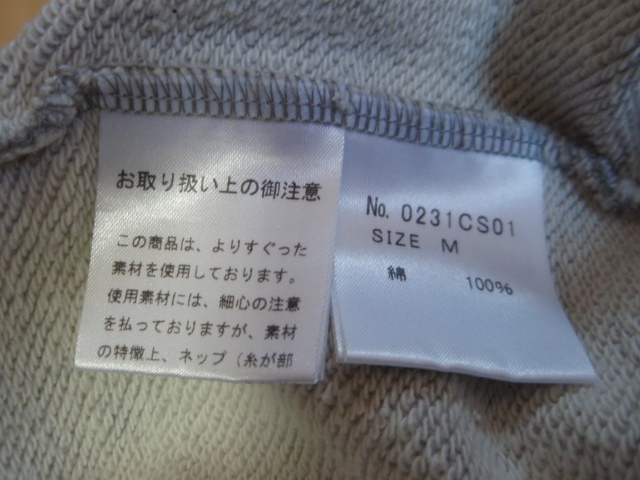 お取り扱い上の御注意
この商品は、よりすぐった
素材を使用しております。
使用素材には、細心の注意
を払っておりますが、素材
の特徴上、ネップ（糸が部
No. 0231CS01
SIZE M
綿 100%